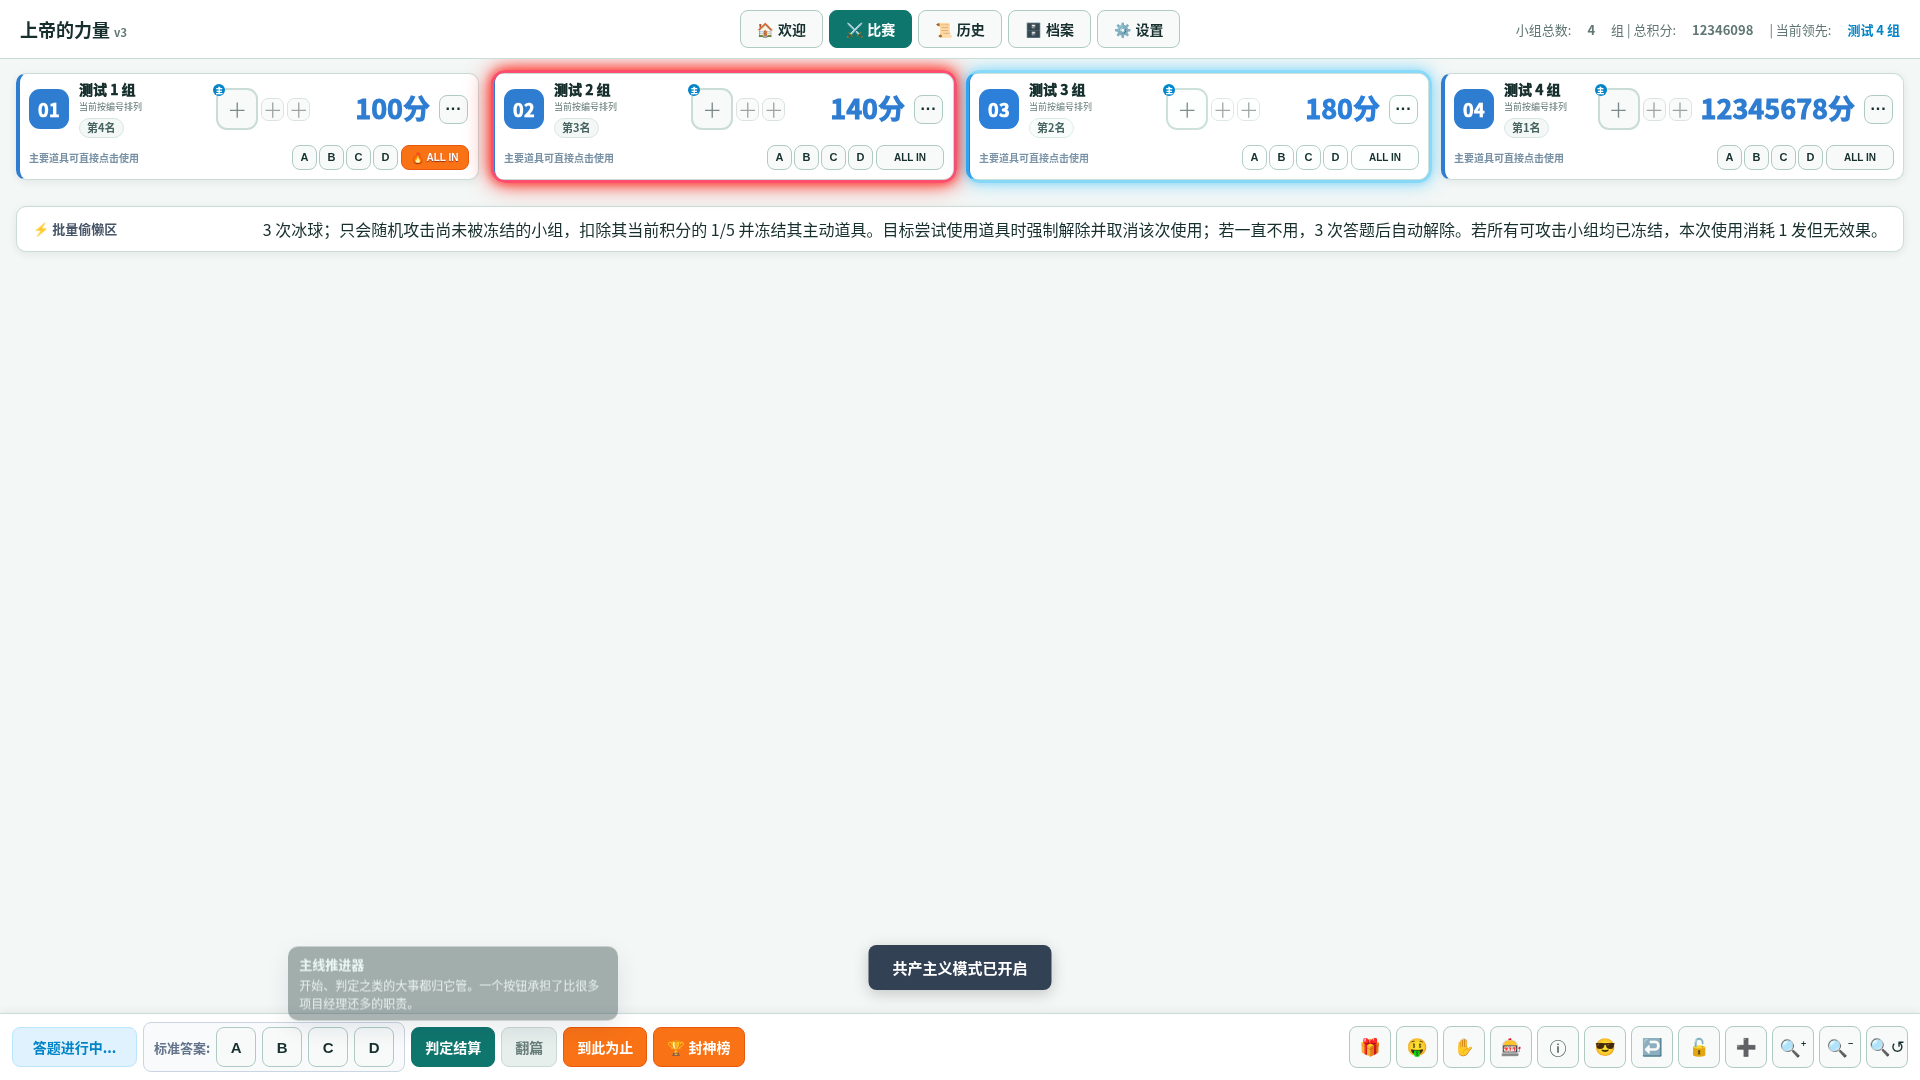 上帝的力量 v3
🏠 欢迎
⚔️ 比赛
📜 历史
🗄️ 档案
⚙️ 设置
小组总数: 4 组 | 总积分: 12346098 | 当前领先: 测试 4 组
01
测试 1 组
当前按编号排列
第4名
主
100分
...
主要道具可直接点击使用
A B C D 🔥 ALL IN
02
测试 2 组
当前按编号排列
第3名
主
140分
...
主要道具可直接点击使用
A B C D ALL IN
03
测试 3 组
当前按编号排列
第2名
主
180分
...
主要道具可直接点击使用
A B C D ALL IN
04
测试 4 组
当前按编号排列
第1名
主
12345678分
...
主要道具可直接点击使用
A B C D ALL IN
⚡ 批量偷懒区
3 次冰球；只会随机攻击尚未被冻结的小组，扣除其当前积分的 1/5 并冻结其主动道具。目标尝试使用道具时强制解除并取消该次使用；若一直不用，3 次答题后自动解除。若所有可攻击小组均已冻结，本次使用消耗 1 发但无效果。
主线推进器
开始、判定之类的大事都归它管。一个按钮承担了比很多
项目经理还多的职责。
共产主义模式已开启
答题进行中...
标准答案: A B C D
判定结算
翻篇
到此为止
🏆 封神榜